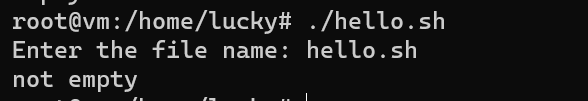 root@vm:/home/lucky# ./hello.sh
Enter the file name: hello.sh
not empty